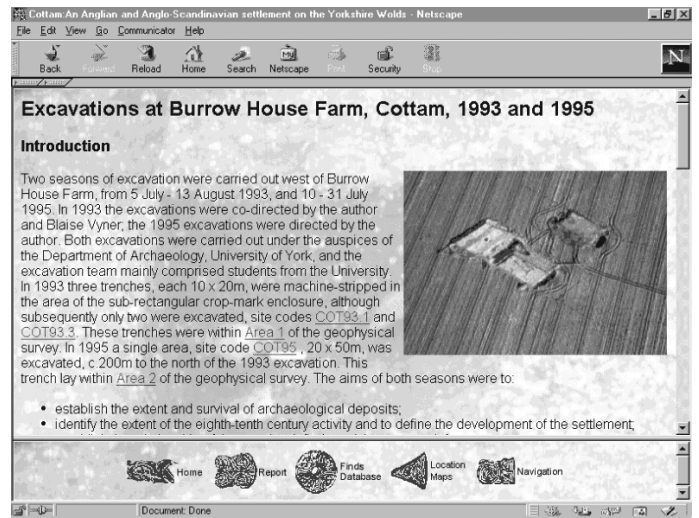 Cottam:An Anglian and Anglo-Scandinavian settlement on the Yorkshire Wolds - Netscape
File Edit View Go Communicator Help
Back Forward Reload Home Search Netscape Print Security Stop
N
Excavations at Burrow House Farm, Cottam, 1993 and 1995
Introduction
Two seasons of excavation were carried out west of Burrow
House Farm, from 5 July - 13 August 1993, and 10 - 31 July
1995. In 1993 the excavations were co-directed by the author
and Blaise Vyner; the 1995 excavations were directed by the
author. Both excavations were carried out under the auspices of
the Department of Archaeology, University of York, and the
excavation team mainly comprised students from the University.
In 1993 three trenches, each 10 x 20m, were machine-stripped in
the area of the sub-rectangular crop-mark enclosure, although
subsequently only two were excavated, site codes COT93.1 and
COT93.3. These trenches were within Area 1 of the geophysical
survey. In 1995 a single area, site code COT95 , 20 x 50m, was
excavated, c.200m to the north of the 1993 excavation. This
trench lay within Area 2 of the geophysical survey. The aims of both seasons were to:
• establish the extent and survival of archaeological deposits;
• identify the extent of the eighth-tenth century activity and to define the development of the settlement;
Home Report Finds Database Location Maps Navigation
Document: Done